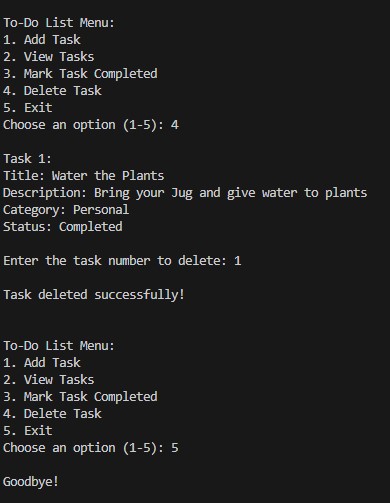 To-Do List Menu:
1. Add Task
2. View Tasks
3. Mark Task Completed
4. Delete Task
5. Exit
Choose an option (1-5): 4
Task 1:
Title: Water the Plants
Description: Bring your Jug and give water to plants
Category: Personal
Status: Completed
Enter the task number to delete: 1
Task deleted successfully!
To-Do List Menu:
1. Add Task
2. View Tasks
3. Mark Task Completed
4. Delete Task
5. Exit
Choose an option (1-5): 5
Goodbye!